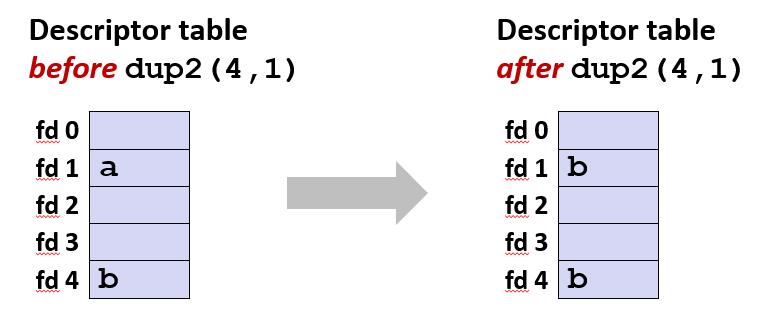 Descriptor table
before dup2(4,1)
fd 0
fd 1 a
fd 2
fd 3
fd 4 b
Descriptor table
after dup2(4,1)
fd 0
fd 1 b
fd 2
fd 3
fd 4 b